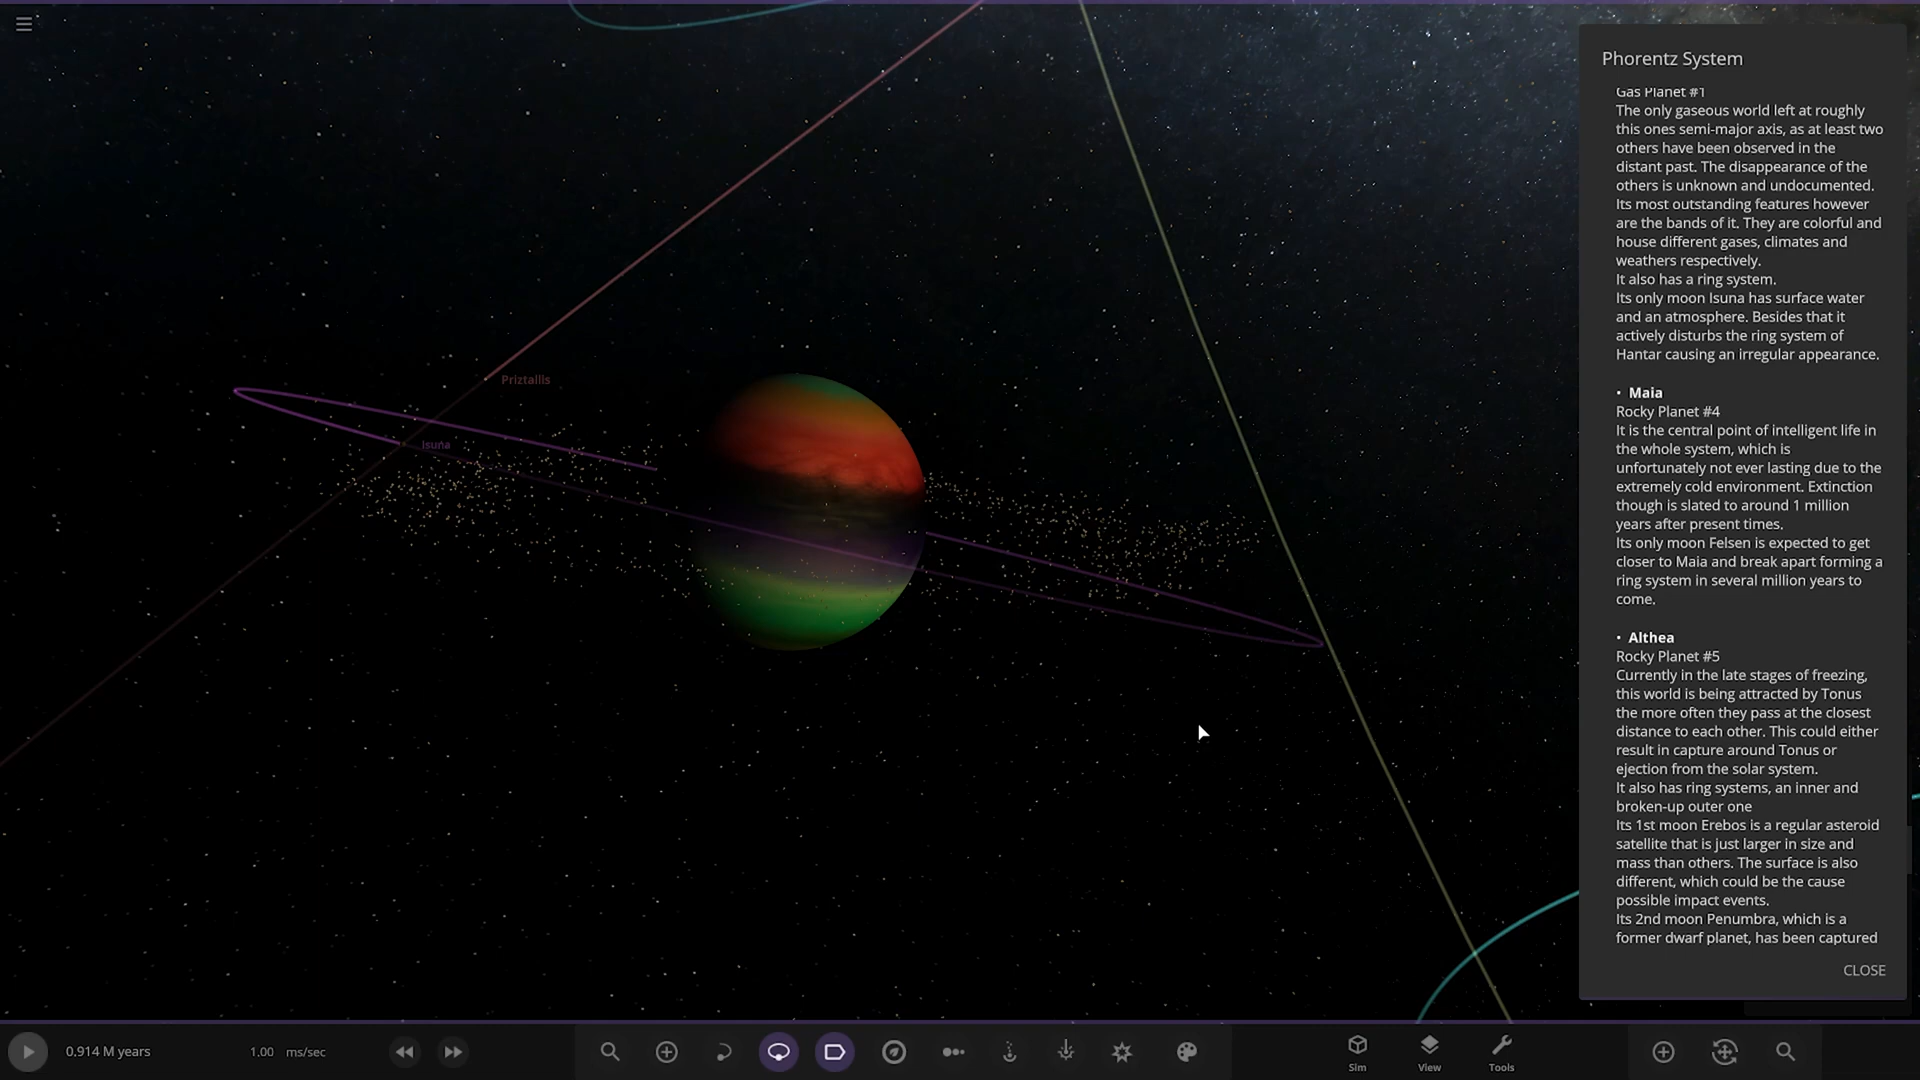 Phorentz System
Gas Planet #1
The only gaseous world left at roughly
this ones semi-major axis, as at least two
others have been observed in the
distant past. The disappearance of the
others is unknown and undocumented.
Its most outstanding features however
are the bands of it. They are colorful and
house different gases, climates and
weathers respectively.
It also has a ring system.
Its only moon Isuna has surface water
and an atmosphere. Besides that it
actively disturbs the ring system of
Hantar causing an irregular appearance.
• Maia
Rocky Planet #4
It is the central point of intelligent life in
the whole system, which is
unfortunately not ever lasting due to the
extremely cold environment. Extinction
though is slated to around 1 million
years after present times.
Its only moon Felsen is expected to get
closer to Maia and break apart forming a
ring system in several million years to
come.
• Althea
Rocky Planet #5
Currently in the late stages of freezing,
this world is being attracted by Tonus
the more often they pass at the closest
distance to each other. This could either
result in capture around Tonus or
ejection from the solar system.
It also has ring systems, an inner and
broken-up outer one
Its 1st moon Erebos is a regular asteroid
satellite that is just larger in size and
mass than others. The surface is also
different, which could be the cause
possible impact events.
Its 2nd moon Penumbra, which is a
former dwarf planet, has been captured
CLOSE
Priztallls
Isuna
0.914 M years
1.00 ms/sec
Sim
View
Tools